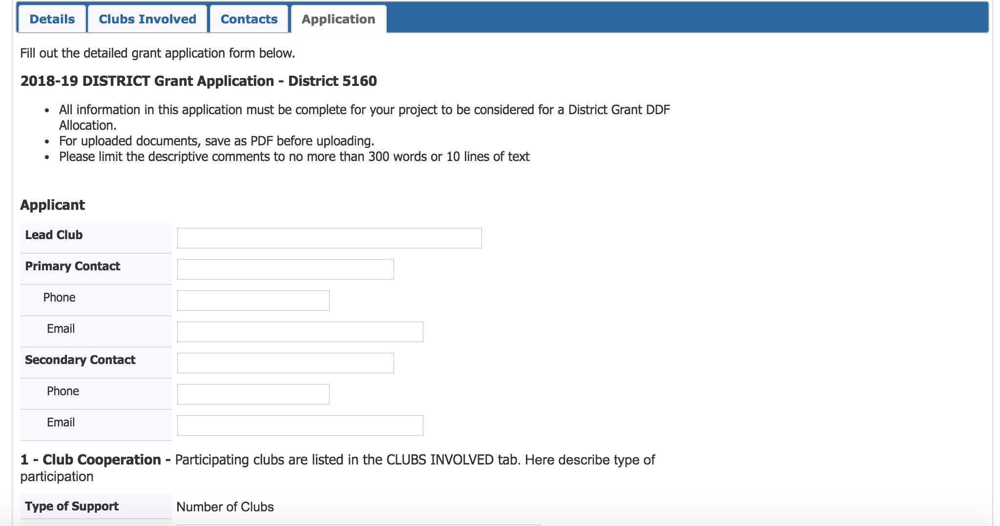 Details Clubs Involved Contacts Application
Fill out the detailed grant application form below.
2018-19 DISTRICT Grant Application - District 5160
• All information in this application must be complete for your project to be considered for a District Grant DDF
Allocation.
• For uploaded documents, save as PDF before uploading.
• Please limit the descriptive comments to no more than 300 words or 10 lines of text
Applicant
Lead Club
Primary Contact
Phone
Email
Secondary Contact
Phone
Email
1 - Club Cooperation - Participating clubs are listed in the CLUBS INVOLVED tab. Here describe type of
participation
Type of Support Number of Clubs